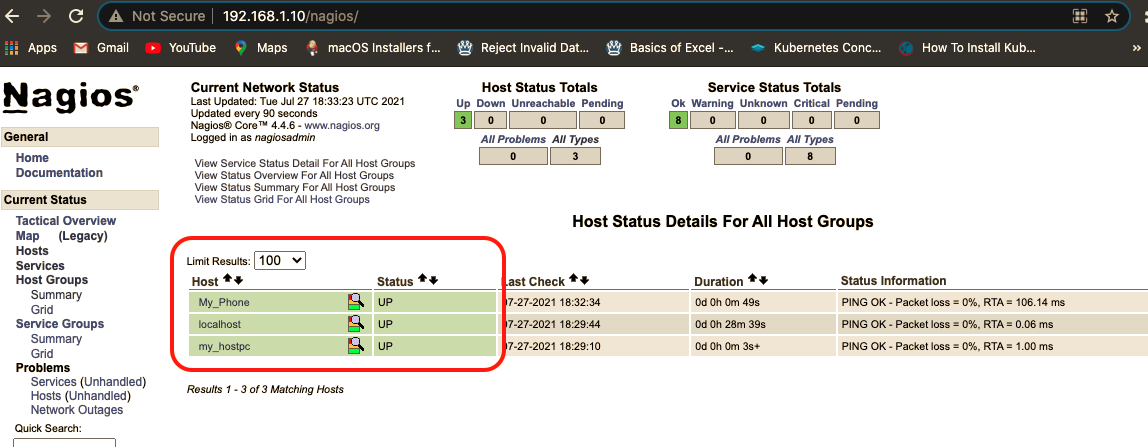 Not Secure | 192.168.1.10/nagios/
Apps Gmail YouTube Maps macOS Installers f... Reject Invalid Dat... Basics of Excel -... Kubernetes Conc... How To Install Kub... »
Nagios®
General
Home
Documentation
Current Status
Tactical Overview
Map (Legacy)
Hosts
Services
Host Groups
Summary
Grid
Service Groups
Summary
Grid
Problems
Services (Unhandled)
Hosts (Unhandled)
Network Outages
Quick Search:
Current Network Status
Last Updated: Tue Jul 27 18:33:23 UTC 2021
Updated every 90 seconds
Nagios® Core™ 4.4.6 - www.nagios.org
Logged in as nagiosadmin
View Service Status Detail For All Host Groups
View Status Overview For All Host Groups
View Status Summary For All Host Groups
View Status Grid For All Host Groups
Host Status Totals
Up Down Unreachable Pending
3 0 0 0
All Problems All Types
0 3
Service Status Totals
Ok Warning Unknown Critical Pending
8 0 0 0 0
All Problems All Types
0 8
Host Status Details For All Host Groups
Limit Results: 100
Host Status Last Check Duration Status Information
My_Phone UP 07-27-2021 18:32:34 0d 0h 0m 49s PING OK - Packet loss = 0%, RTA = 106.14 ms
localhost UP 07-27-2021 18:29:44 0d 0h 28m 39s PING OK - Packet loss = 0%, RTA = 0.06 ms
my_hostpc UP 07-27-2021 18:29:10 0d 0h 0m 3s+ PING OK - Packet loss = 0%, RTA = 1.00 ms
Results 1 - 3 of 3 Matching Hosts